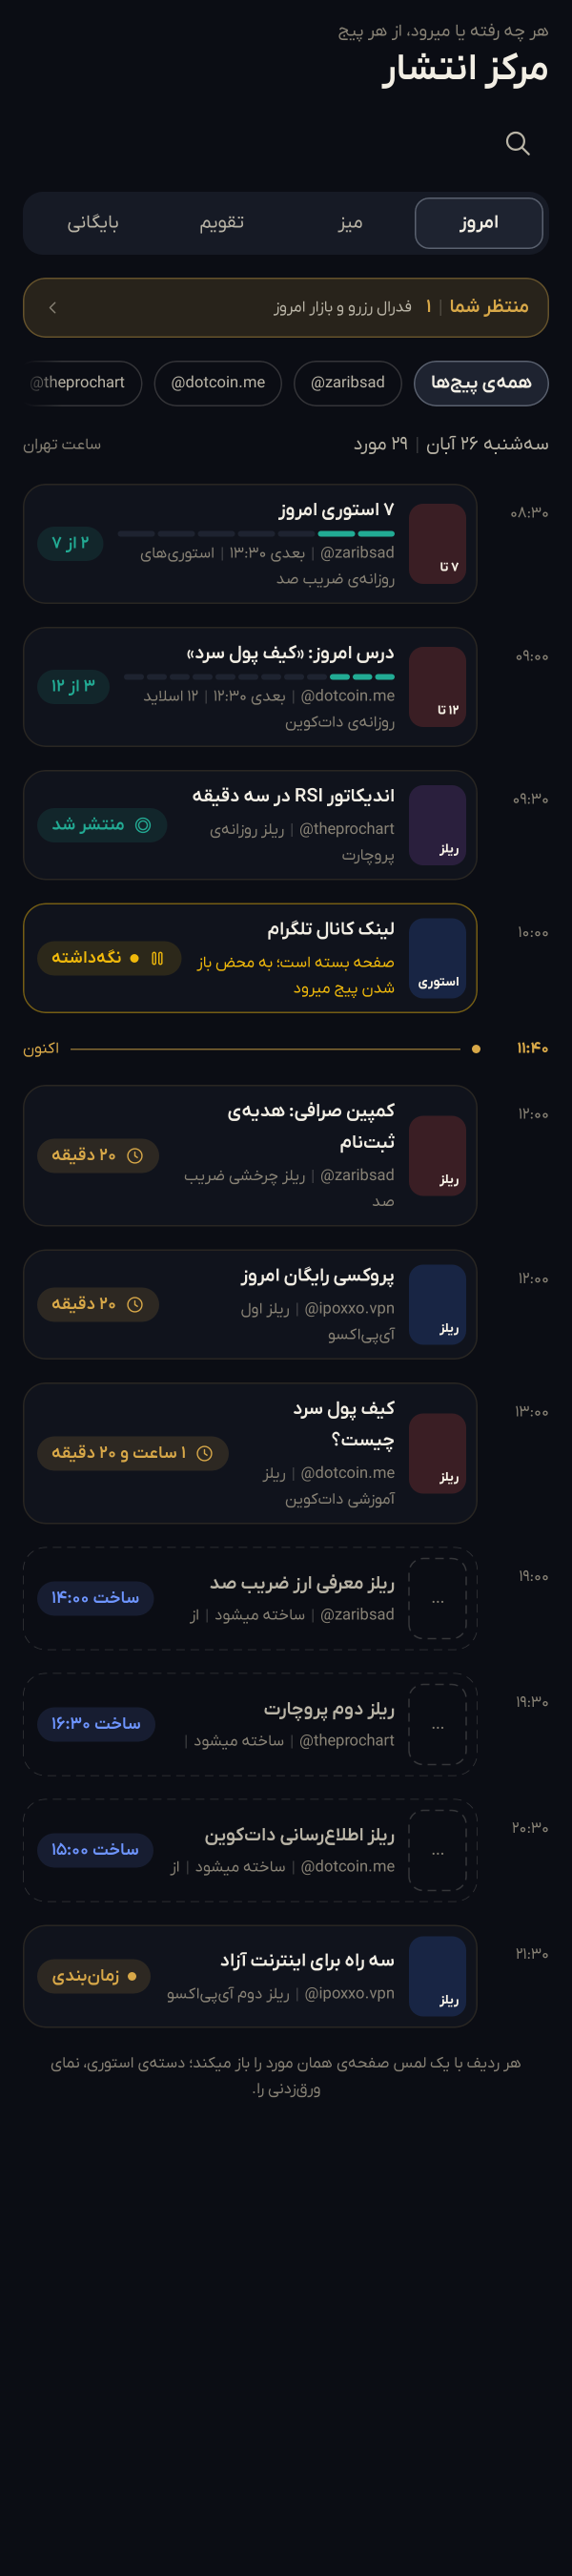 هر چه رفته یا میرود، از هر پیج
مرکز انتشار
امروز
میز
تقویم
بایگانی
منتظر شما | ۱ فدرال رزرو و بازار امروز
همه‌ی پیج‌ها
@zaribsad
@dotcoin.me
@theprochart
سه‌شنبه ۲۶ آبان | ۲۹ مورد
ساعت تهران
۰۸:۳۰
۷ تا
۷ استوری امروز
@zaribsad | بعدی ۱۳:۳۰ | استوری‌های
روزانه‌ی ضریب صد
۲ از ۷
۰۹:۰۰
۱۲ تا
درس امروز: «کیف پول سرد»
@dotcoin.me | بعدی ۱۲:۳۰ | ۱۲ اسلاید
روزانه‌ی دات‌کوین
۳ از ۱۲
۰۹:۳۰
ریلز
اندیکاتور RSI در سه دقیقه
@theprochart | ریلز روزانه‌ی
پروچارت
منتشر شد
۱۰:۰۰
استوری
لینک کانال تلگرام
صفحه بسته است؛ به محض باز
شدن پیج میرود
نگه‌داشته
۱۱:۴۰
اکنون
۱۲:۰۰
ریلز
کمپین صرافی: هدیه‌ی
ثبت‌نام
@zaribsad | ریلز چرخشی ضریب
صد
۲۰ دقیقه
۱۲:۰۰
ریلز
پروکسی رایگان امروز
@ipoxxo.vpn | ریلز اول
آی‌پی‌اکسو
۲۰ دقیقه
۱۳:۰۰
ریلز
کیف پول سرد
چیست؟
@dotcoin.me | ریلز
آموزشی دات‌کوین
۱ ساعت و ۲۰ دقیقه
۱۹:۰۰
...
ریلز معرفی ارز ضریب صد
@zaribsad | ساخته میشود | از
ساخت ۱۴:۰۰
۱۹:۳۰
...
ریلز دوم پروچارت
@theprochart | ساخته میشود |
ساخت ۱۶:۳۰
۲۰:۳۰
...
ریلز اطلاع‌رسانی دات‌کوین
@dotcoin.me | ساخته میشود | از
ساخت ۱۵:۰۰
۲۱:۳۰
ریلز
سه راه برای اینترنت آزاد
@ipoxxo.vpn | ریلز دوم آی‌پی‌اکسو
زمان‌بندی
هر ردیف با یک لمس صفحه‌ی همان مورد را باز میکند؛ دسته‌ی استوری، نمای
ورق‌زدنی را.